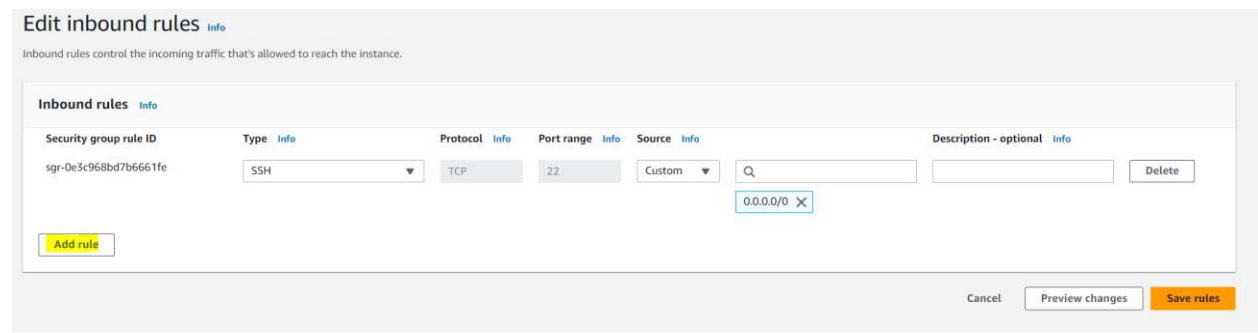 Edit inbound rules Info
Inbound rules control the incoming traffic that's allowed to reach the instance.
Inbound rules Info
Security group rule ID Type Info Protocol Info Port range Info Source Info Description - optional Info
sgr-0e3c968bd7b6661fe SSH TCP 22 Custom Delete
0.0.0.0/0
Add rule
Cancel Preview changes Save rules